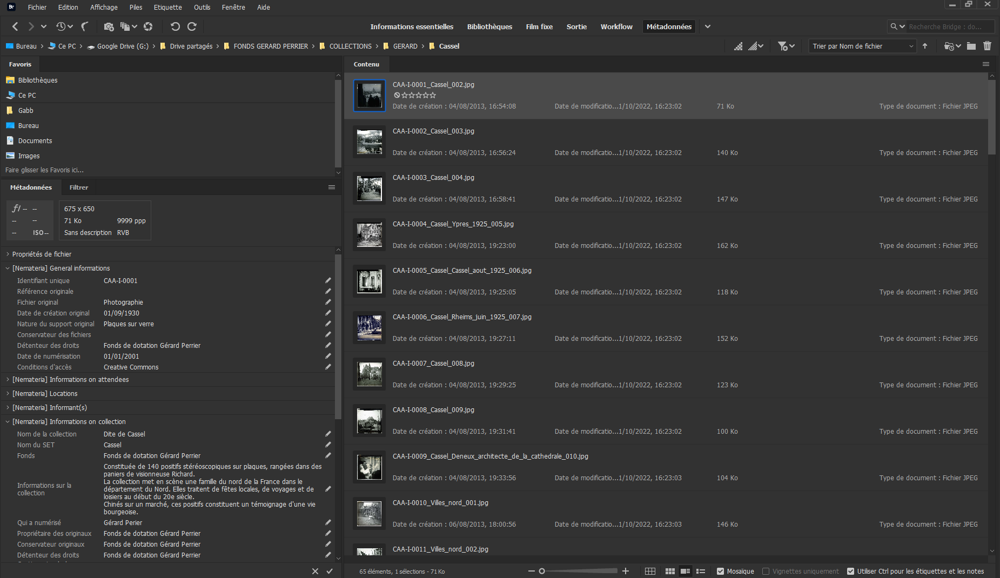 Br Fichier Edition Affichage Piles Etiquette Outils Fenêtre Aide
Informations essentielles Bibliothèques Film fixe Sortie Workflow Métadonnées Recherche Bridge : do...
Bureau > Ce PC > Google Drive (G:) > Drive partagés > FONDS GERARD PERRIER > COLLECTIONS > GERARD > Cassel Trier par Nom de fichier
Favoris
Bibliothèques
Ce PC
Gabb
Bureau
Documents
Images
Faire glisser les Favoris ici...
Métadonnées Filtrer
f/ -- --
-- --
-- ISO --
675 x 650
71 Ko 9999 ppp
Sans description RVB
Propriétés de fichier
[Nemateria] General informations
Identifiant unique CAA-I-0001
Référence originale
Fichier original Photographie
Date de création original 01/09/1930
Nature du support original Plaques sur verre
Conservateur des fichiers
Détenteur des droits Fonds de dotation Gérard Perrier
Date de numérisation 01/01/2001
Conditions d'accès Creative Commons
[Nemateria] Informations on attendees
[Nemateria] Locations
[Nemateria] Informant(s)
[Nemateria] Informations on collection
Nom de la collection Dite de Cassel
Nom du SET Cassel
Fonds Fonds de dotation Gérard Perrier
Informations sur la
collection
Constituée de 140 positifs stéréoscopiques sur plaques, rangées dans des
paniers de visionneuse Richard.
La collection met en scène une famille du nord de la France dans le
département du Nord. Elles traitent de fêtes locales, de voyages et de
loisiers au début du 20e siècle.
Chinés sur un marché, ces positifs constituent un témoignage d'une vie
bourgeoise.
Qui a numérisé Gérard Perier
Propriétaire des originaux Fonds de dotation Gérard Perrier
Conservateur originaux Fonds de dotation Gérard Perrier
Détenteur des droits Fonds de dotation Gérard Perrier
Contenu
CAA-I-0001_Cassel_002.jpg
Date de création : 04/08/2013, 16:54:08 Date de modificatio...1/10/2022, 16:23:02 71 Ko Type de document : Fichier JPEG
CAA-I-0002_Cassel_003.jpg
Date de création : 04/08/2013, 16:56:24 Date de modificatio...1/10/2022, 16:23:02 140 Ko Type de document : Fichier JPEG
CAA-I-0003_Cassel_004.jpg
Date de création : 04/08/2013, 16:58:41 Date de modificatio...1/10/2022, 16:23:02 147 Ko Type de document : Fichier JPEG
CAA-I-0004_Cassel_Ypres_1925_005.jpg
Date de création : 04/08/2013, 19:23:00 Date de modificatio...1/10/2022, 16:23:02 162 Ko Type de document : Fichier JPEG
CAA-I-0005_Cassel_Cassel_aout_1925_006.jpg
Date de création : 04/08/2013, 19:25:05 Date de modificatio...1/10/2022, 16:23:02 118 Ko Type de document : Fichier JPEG
CAA-I-0006_Cassel_Rheims_juin_1925_007.jpg
Date de création : 04/08/2013, 19:27:11 Date de modificatio...1/10/2022, 16:23:02 152 Ko Type de document : Fichier JPEG
CAA-I-0007_Cassel_008.jpg
Date de création : 04/08/2013, 19:29:25 Date de modificatio...1/10/2022, 16:23:02 123 Ko Type de document : Fichier JPEG
CAA-I-0008_Cassel_009.jpg
Date de création : 04/08/2013, 19:31:41 Date de modificatio...1/10/2022, 16:23:02 100 Ko Type de document : Fichier JPEG
CAA-I-0009_Cassel_Deneux_architecte_de_la_cathedrale_010.jpg
Date de création : 04/08/2013, 19:33:56 Date de modificatio...1/10/2022, 16:23:03 104 Ko Type de document : Fichier JPEG
CAA-I-0010_Villes_nord_001.jpg
Date de création : 06/08/2013, 18:00:56 Date de modificatio...1/10/2022, 16:23:03 146 Ko Type de document : Fichier JPEG
CAA-I-0011_Villes_nord_002.jpg
65 éléments, 1 sélections - 71 Ko Mosaïque Vignettes uniquement Utiliser Ctrl pour les étiquettes et les notes